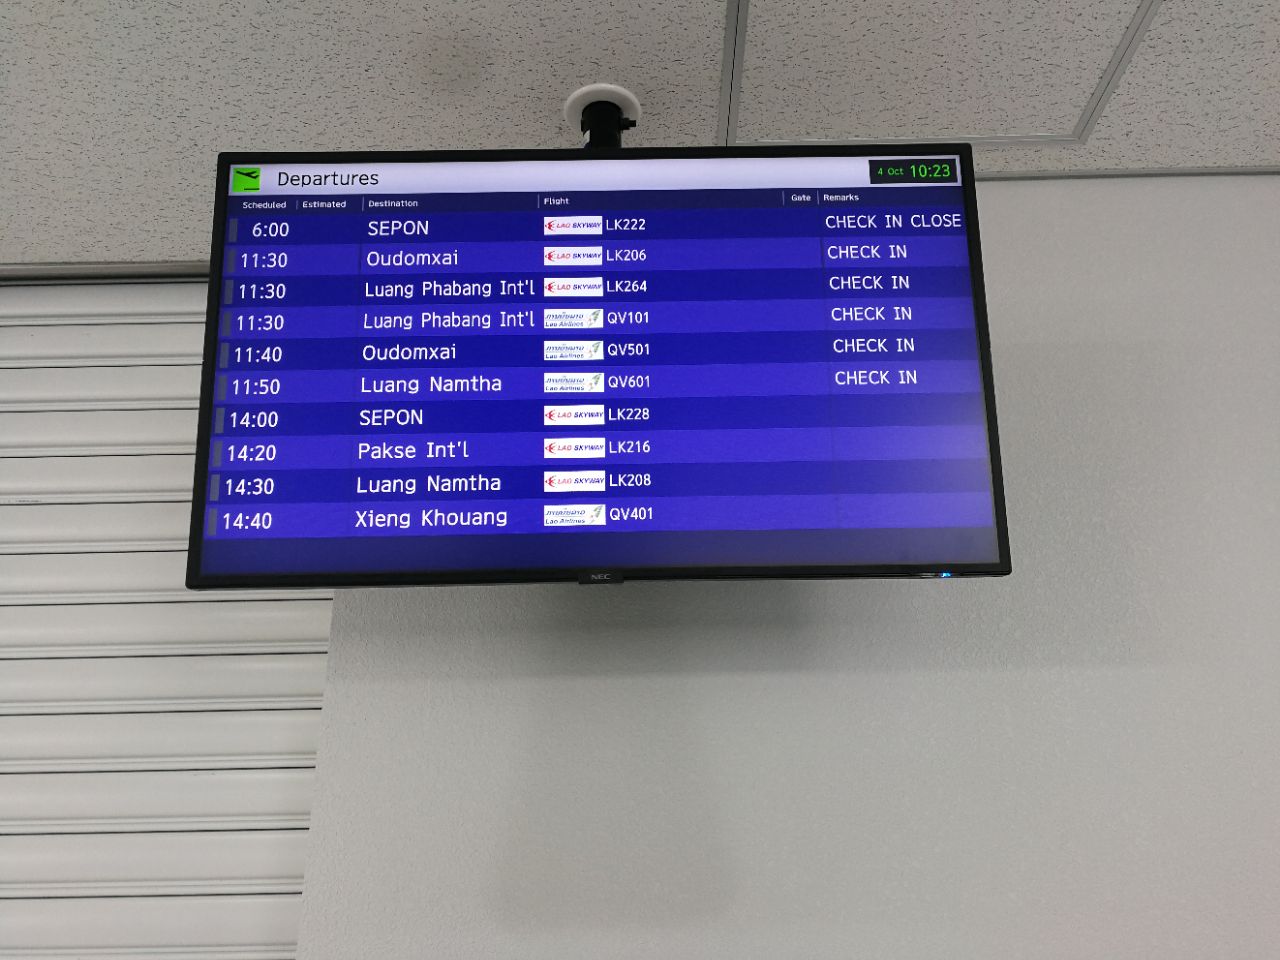 Departures 4 Oct 10:23
Scheduled Estimated Destination Flight Gate Remarks
6:00 SEPON LAO SKYWAY LK222 CHECK IN CLOSE
11:30 Oudomxai LAO SKYWAY LK206 CHECK IN
11:30 Luang Phabang Int'l LAO SKYWAY LK264 CHECK IN
11:30 Luang Phabang Int'l Lao Airlines QV101 CHECK IN
11:40 Oudomxai Lao Airlines QV501 CHECK IN
11:50 Luang Namtha Lao Airlines QV601 CHECK IN
14:00 SEPON LAO SKYWAY LK228
14:20 Pakse Int'l LAO SKYWAY LK216
14:30 Luang Namtha LAO SKYWAY LK208
14:40 Xieng Khouang Lao Airlines QV401
NEC